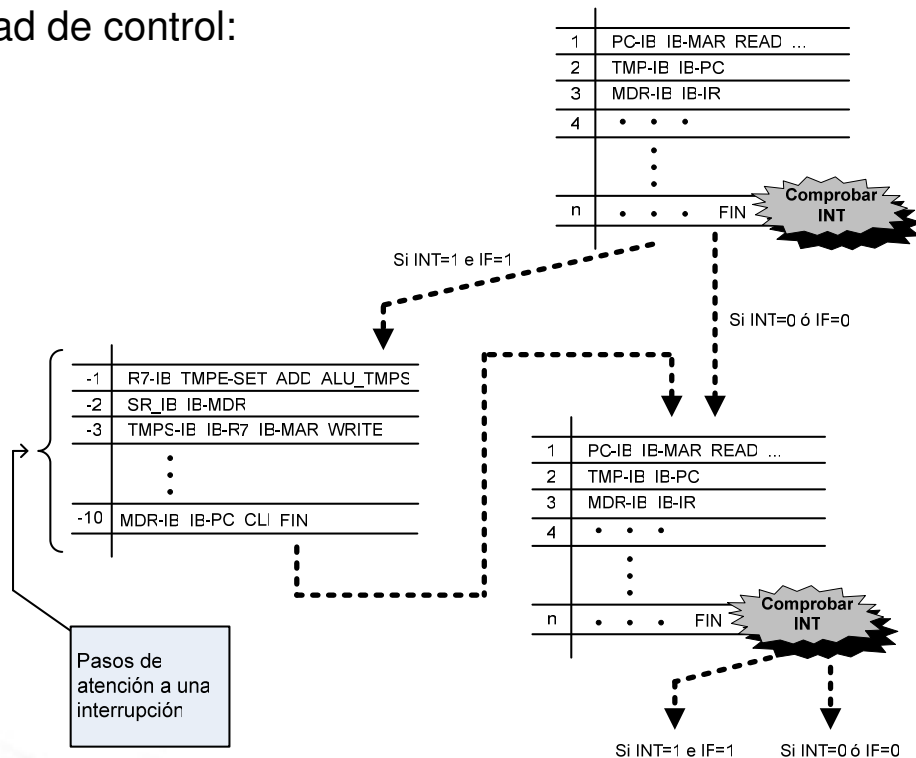 ad de control:
1 PC-IB IB-MAR READ ...
2 TMP-IB IB-PC
3 MDR-IB IB-IR
4 • • •
n • • • FIN
Comprobar
INT
Si INT=1 e IF=1
Si INT=0 ó IF=0
-1 R7-IB TMPE-SET ADD ALU_TMPS
-2 SR_IB IB-MDR
-3 TMPS-IB IB-R7 IB-MAR WRITE
-10 MDR-IB IB-PC CLI FIN
1 PC-IB IB-MAR READ ...
2 TMP-IB IB-PC
3 MDR-IB IB-IR
4 • • •
n • • • FIN
Comprobar
INT
Pasos de
atención a una
interrupción
Si INT=1 e IF=1
Si INT=0 ó IF=0